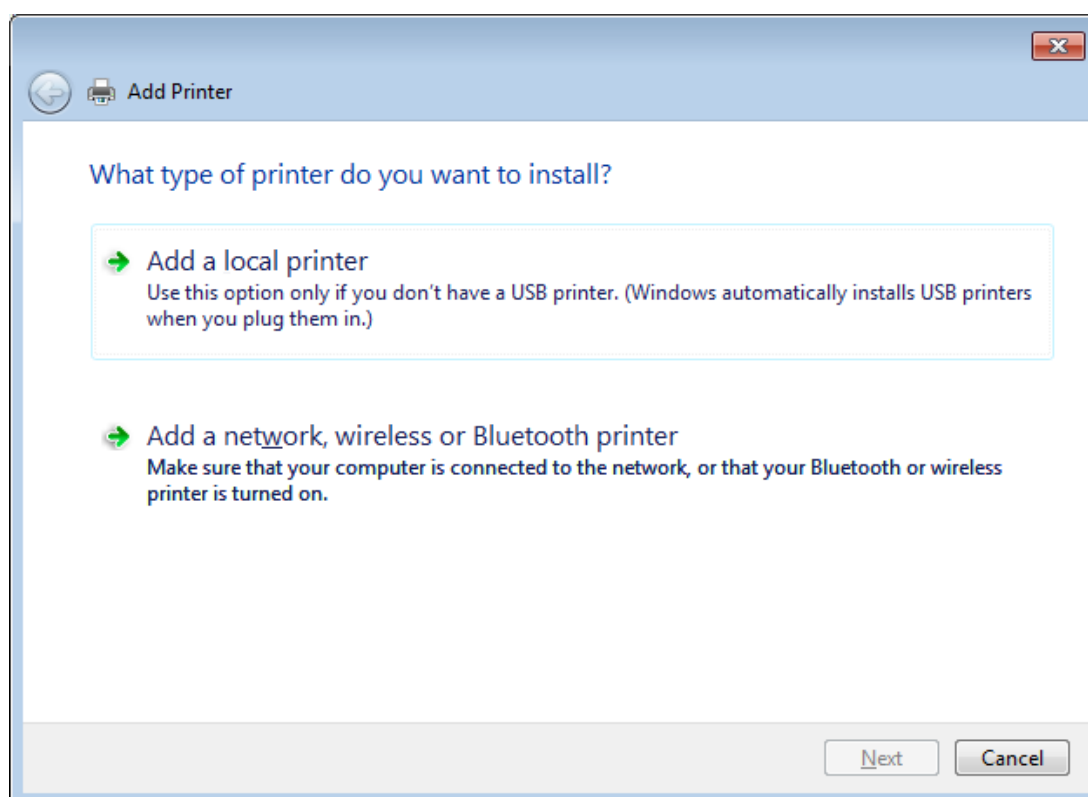 Add Printer
What type of printer do you want to install?
Add a local printer
Use this option only if you don't have a USB printer. (Windows automatically installs USB printers
when you plug them in.)
Add a network, wireless or Bluetooth printer
Make sure that your computer is connected to the network, or that your Bluetooth or wireless
printer is turned on.
Next
Cancel